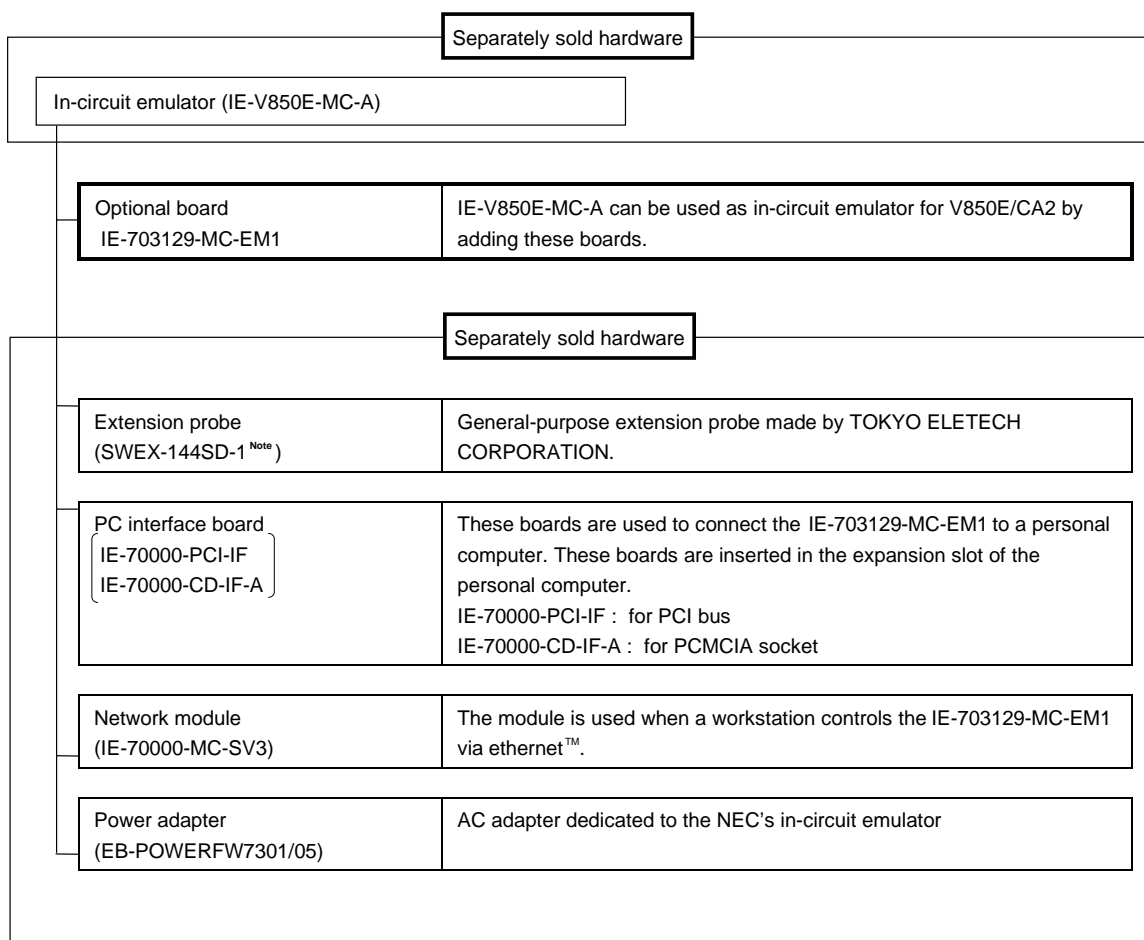 Separately sold hardware
In-circuit emulator (IE-V850E-MC-A)
Optional board
IE-703129-MC-EM1
IE-V850E-MC-A can be used as in-circuit emulator for V850E/CA2 by
adding these boards.
Separately sold hardware
Extension probe
(SWEX-144SD-1 Note)
General-purpose extension probe made by TOKYO ELETECH
CORPORATION.
PC interface board
IE-70000-PCI-IF
IE-70000-CD-IF-A
These boards are used to connect the IE-703129-MC-EM1 to a personal
computer. These boards are inserted in the expansion slot of the
personal computer.
IE-70000-PCI-IF : for PCI bus
IE-70000-CD-IF-A : for PCMCIA socket
Network module
(IE-70000-MC-SV3)
The module is used when a workstation controls the IE-703129-MC-EM1
via ethernet™.
Power adapter
(EB-POWERFW7301/05)
AC adapter dedicated to the NEC's in-circuit emulator